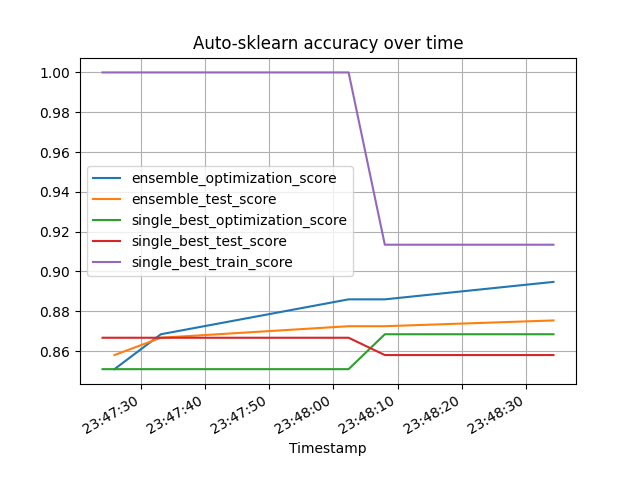 Auto-sklearn accuracy over time
1.00
0.98
0.96
0.94
0.92
0.90
0.88
0.86
ensemble_optimization_score
ensemble_test_score
single_best_optimization_score
single_best_test_score
single_best_train_score
23:47:30
23:47:40
23:47:50
23:48:00
23:48:10
23:48:20
23:48:30
Timestamp